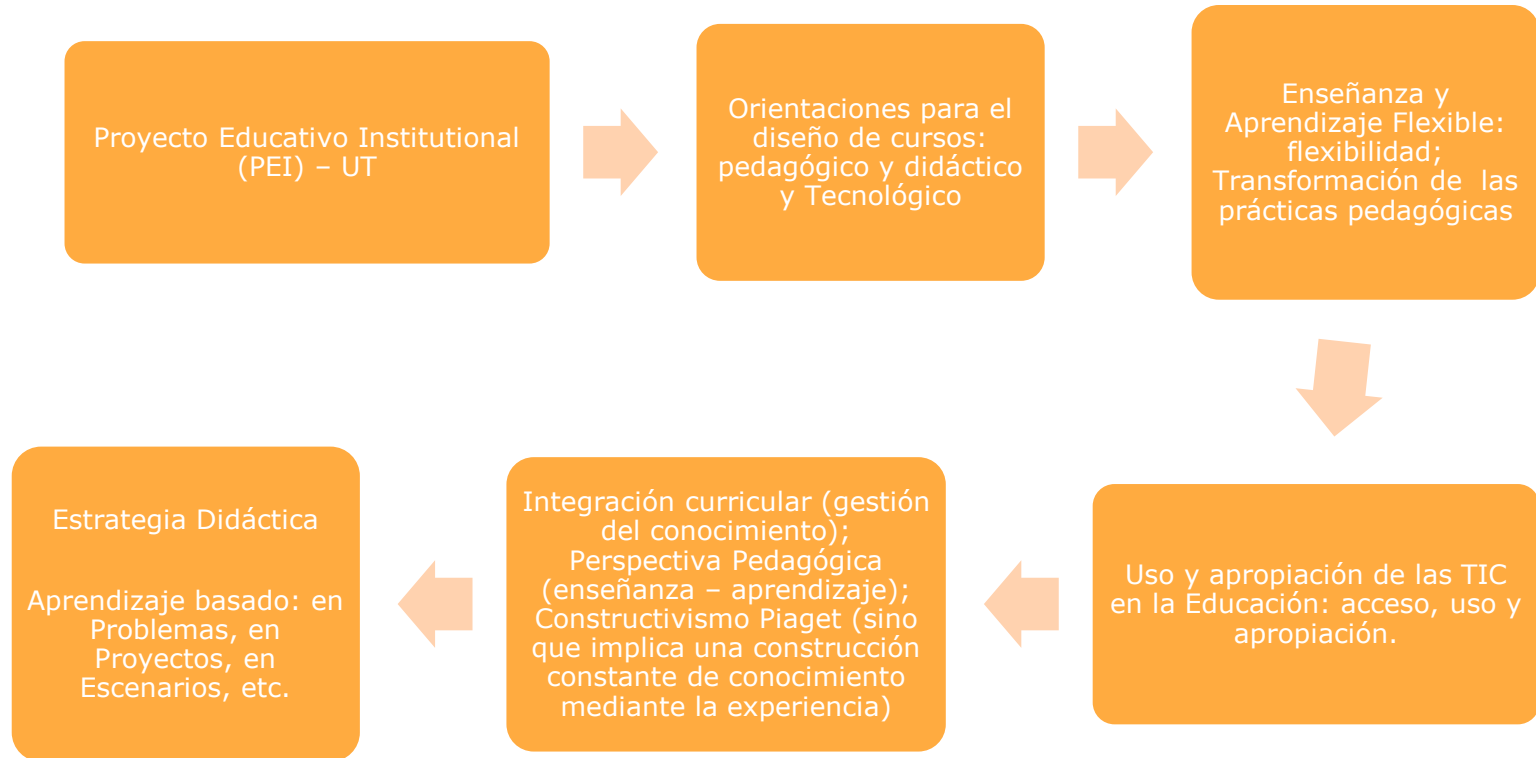 Proyecto Educativo Institutional
(PEI) – UT
Orientaciones para el
diseño de cursos:
pedagógico y didáctico
y Tecnológico
Enseñanza y
Aprendizaje Flexible:
flexibilidad;
Transformación de las
prácticas pedagógicas
Uso y apropiación de las TIC
en la Educación: acceso, uso y
apropiación.
Integración curricular (gestión
del conocimiento);
Perspectiva Pedagógica
(enseñanza – aprendizaje);
Constructivismo Piaget (sino
que implica una construcción
constante de conocimiento
mediante la experiencia)
Estrategia Didáctica
Aprendizaje basado: en
Problemas, en
Proyectos, en
Escenarios, etc.